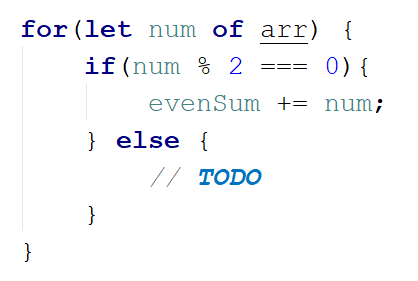 for(let num of arr) {
    if(num % 2 === 0){
        evenSum += num;
    } else {
        // TODO
    }
}